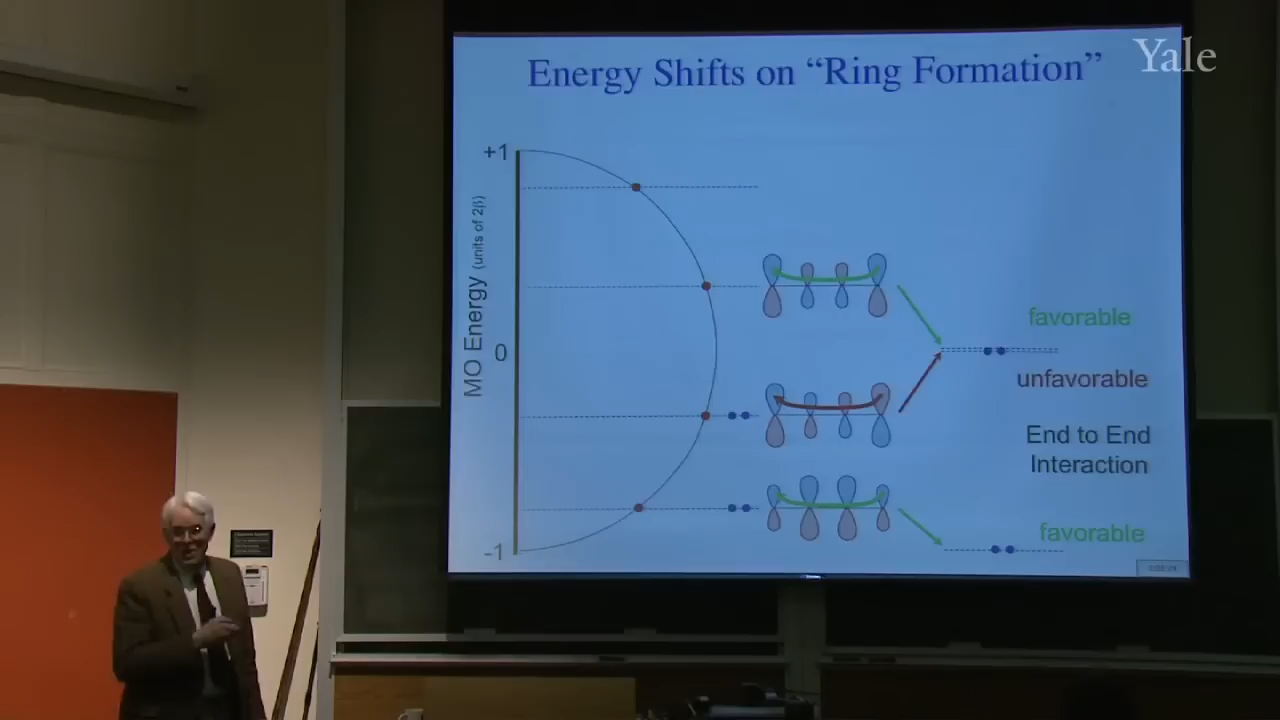 Yale
Energy Shifts on “Ring Formation”
+1
0
-1
MO Energy (units of 2β)
favorable
unfavorable
End to End
Interaction
favorable